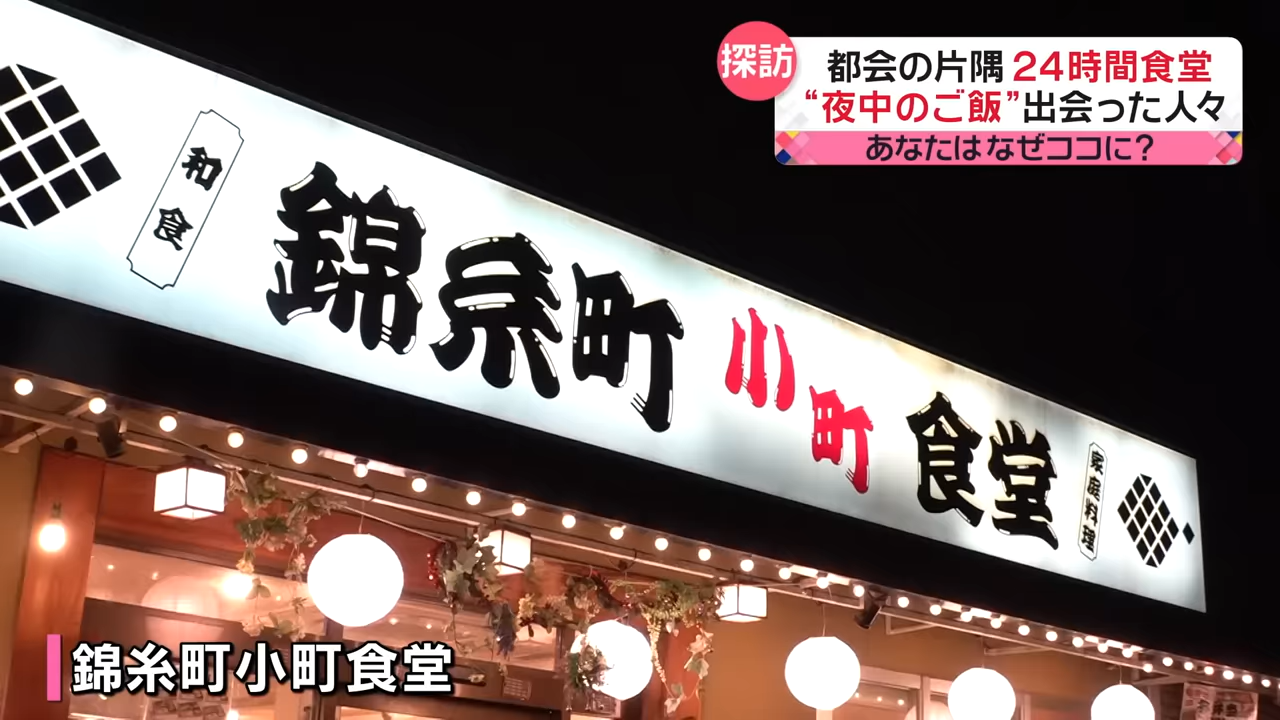 探訪
都会の片隅 24時間食堂
“夜中のご飯”出会った人々
あなたはなぜココに？
和食
錦糸町 小町 食堂
家庭料理
錦糸町小町食堂